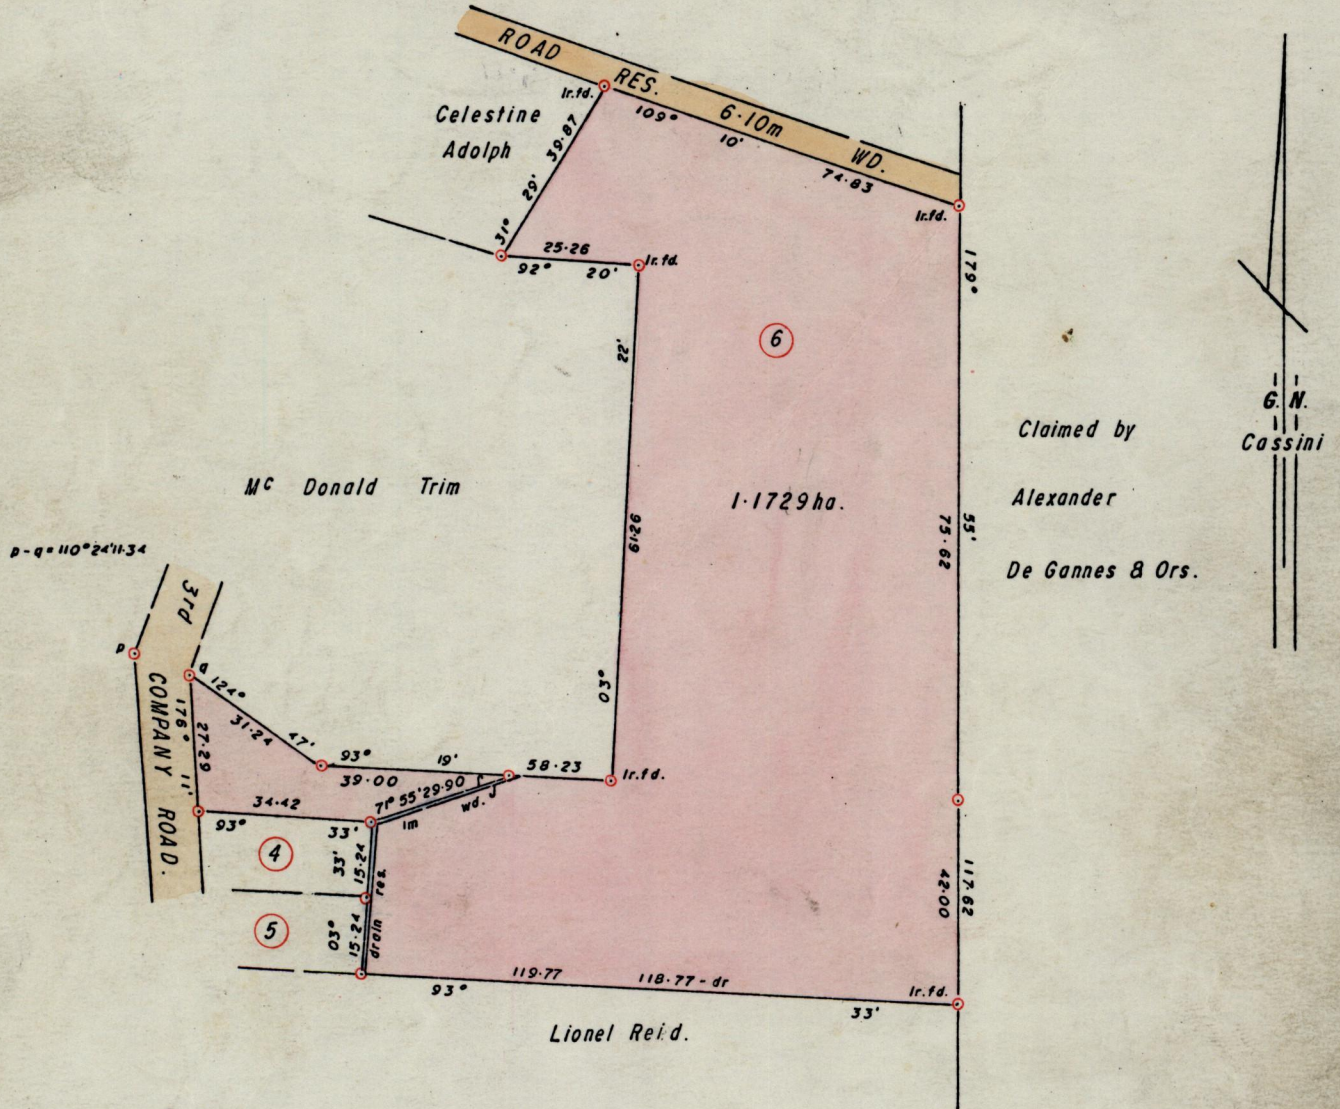 ROAD RES. 6·10m WD.
Ir.fd.
Celestine
Adolph
109° 10'
74·83
Ir.fd.
31° 29' 39·87
25·26
92° 20'
Ir.fd.
179° 55'
75·62
22'
61·26
03°
6
1·1729ha.
G. N.
Cassini
Claimed by
Alexander
De Gannes & Ors.
Mc Donald Trim
p-q=110°24'11·34
3rd
COMPANY ROAD.
p
q
124° 47'
31·24
176° 11'
27·29
93° 19'
39·00
58·23
Ir.fd.
71° 55' 29·90
1m wd.
34·42
93° 33'
4
33'
15·24
drain res.
5
03°
15·24
117·62
42·00
119·77
118·77-dr
Ir.fd.
93° 33'
Lionel Reid.